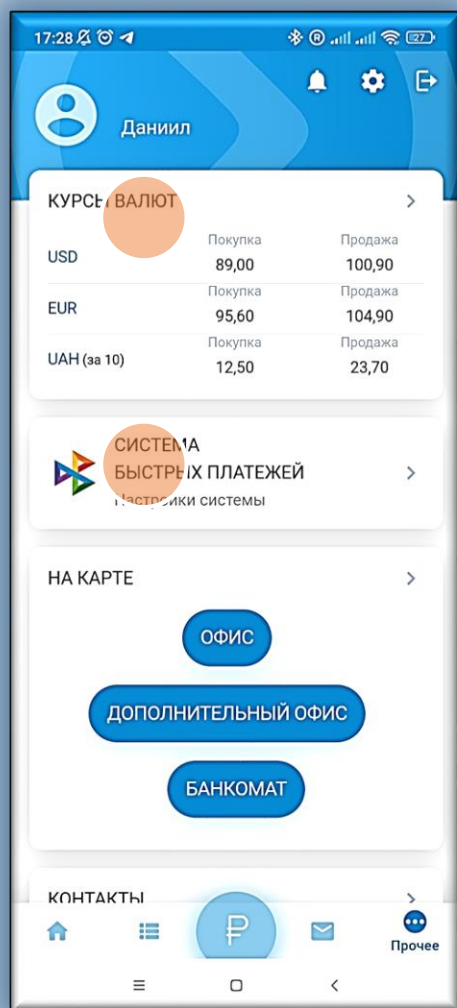 17:28
27
Даниил
КУРСЫ ВАЛЮТ
Покупка Продажа
USD 89,00 100,90
Покупка Продажа
EUR 95,60 104,90
Покупка Продажа
UAH (за 10) 12,50 23,70
СИСТЕМА
БЫСТРЫХ ПЛАТЕЖЕЙ
Настройки системы
НА КАРТЕ
ОФИС
ДОПОЛНИТЕЛЬНЫЙ ОФИС
БАНКОМАТ
КОНТАКТЫ
₽
Прочее